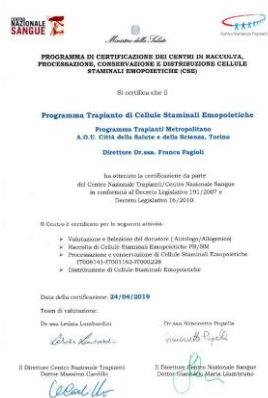 CENTRO
NAZIONALE
SANGUE
Ministero della Salute
Centro Nazionale Trapianti
PROGRAMMA DI CERTIFICAZIONE DEI CENTRI DI RACCOLTA,
PROCESSAZIONE, CONSERVAZIONE E DISTRIBUZIONE CELLULE
STAMINALI EMOPOIETICHE (CSE)
Si certifica che il
Programma Trapianto di Cellule Staminali Emopoietiche
Programma Trapianti Metropolitano
A.O.U. Città della Salute e della Scienza, Torino
Direttore Dr.ssa. Franca Fagioli
ha ottenuto la certificazione da parte
del Centro Nazionale Trapianti/Centro Nazionale Sangue
in conformità al Decreto Legislativo 191/2007 e
Decreto Legislativo 16/2010.
Il Centro è certificato per le seguenti attività:
➢ Valutazione e Selezione del donatore (Autologo/Allogenico)
➢ Raccolta di Cellule Staminali Emopoietiche PB/BM
➢ Processazione e conservazione di Cellule Staminali Emopoietiche
IT000141-IT001162-IT000228
➢ Distribuzione di Cellule Staminali Emopoietiche
Data della certificazione: 24/04/2019
Team di valutazione:
Dr.ssa Letizia Lombardini
Dr.ssa Simonetta Pupella
Il Direttore Centro Nazionale Trapianti
Dottor Massimo Cardillo
Il Direttore Centro Nazionale Sangue
Dottor Giancarlo Maria Liumbruno